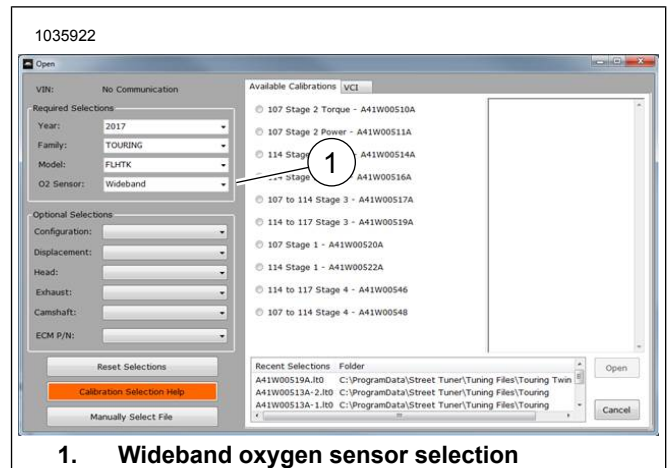 1035922
Open
VIN: No Communication
Required Selections
Year: 2017
Family: TOURING
Model: FLHTK
O2 Sensor: Wideband
Optional Selections
Configuration:
Displacement:
Head:
Exhaust:
Camshaft:
ECM P/N:
Reset Selections
Calibration Selection Help
Manually Select File
Available Calibrations VCI
107 Stage 2 Torque - A41W00510A
107 Stage 2 Power - A41W00511A
114 Stage A41W00514A
Stage A41W00516A
107 to 114 Stage 3 - A41W00517A
114 to 117 Stage 3 - A41W00519A
107 Stage 1 - A41W00520A
114 Stage 1 - A41W00522A
114 to 117 Stage 4 - A41W00546
107 to 114 Stage 4 - A41W00548
1
Recent Selections Folder
A41W00519A.lt0 C:\ProgramData\Street Tuner\Tuning Files\Touring Twin
A41W00513A-2.lt0 C:\ProgramData\Street Tuner\Tuning Files\Touring
A41W00513A-1.lt0 C:\ProgramData\Street Tuner\Tuning Files\Touring
Open
Cancel
1. Wideband oxygen sensor selection